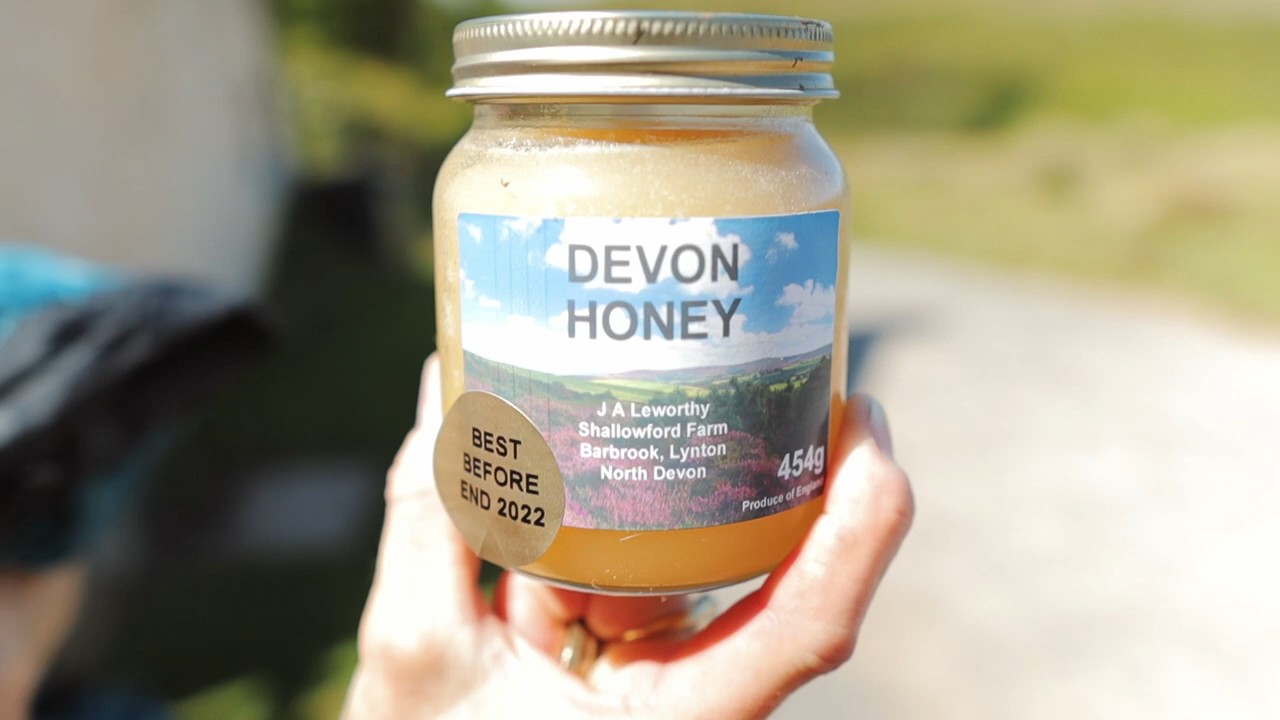 DEVON
HONEY
J A Leworthy
Shallowford Farm
Barbrook, Lynton
North Devon
454g
Produce of England
BEST
BEFORE
END 2022